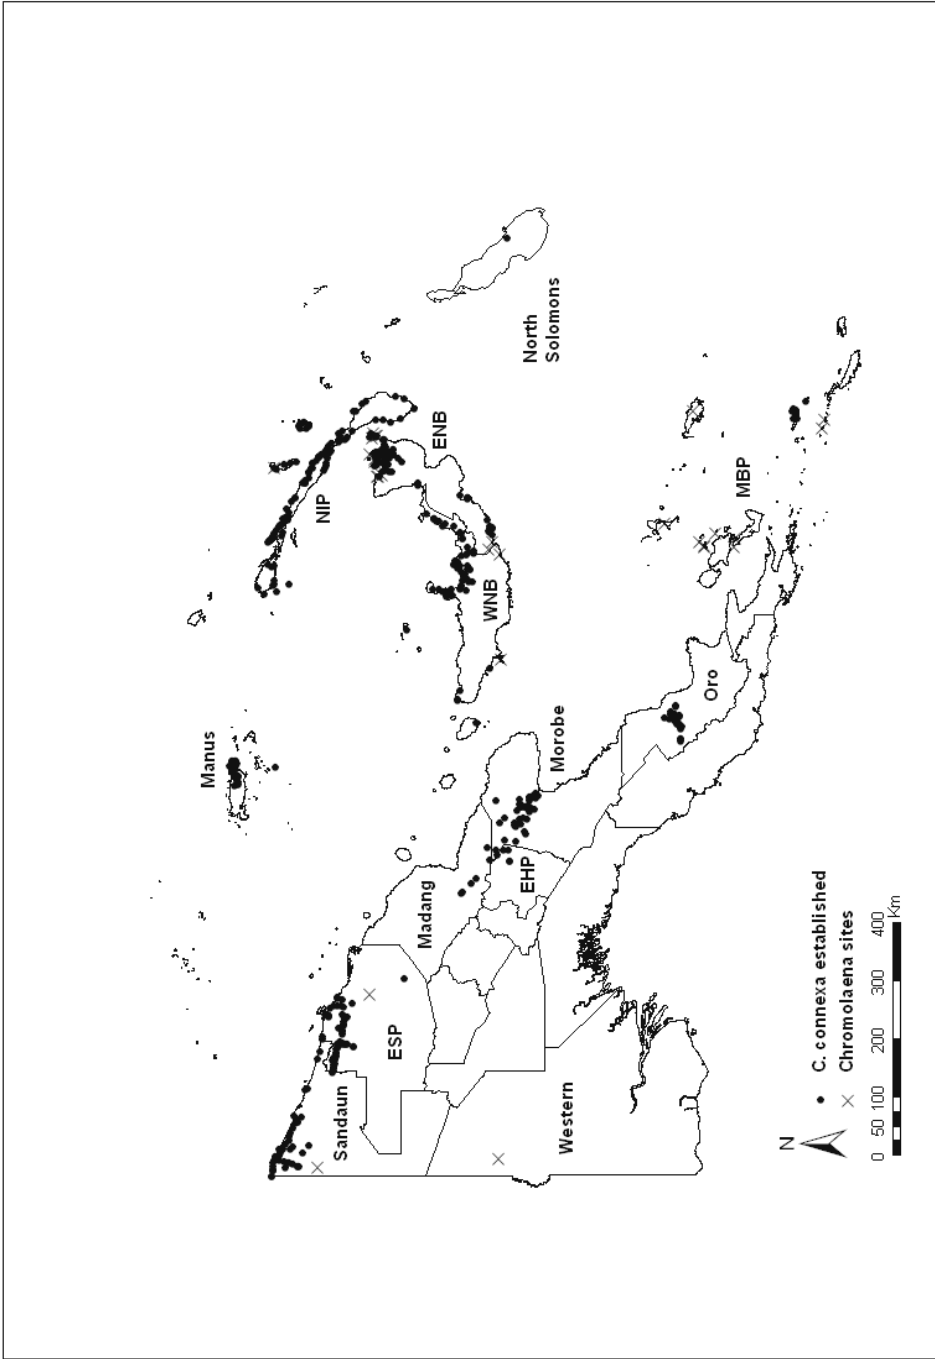 Manus
NIP
ENB
WNB
North
Solomons
Sandaun
ESP
Madang
EHP
Morobe
Oro
MBP
Western
N
C. connexa established
Chromolaena sites
0 50 100 200 300 400
Km